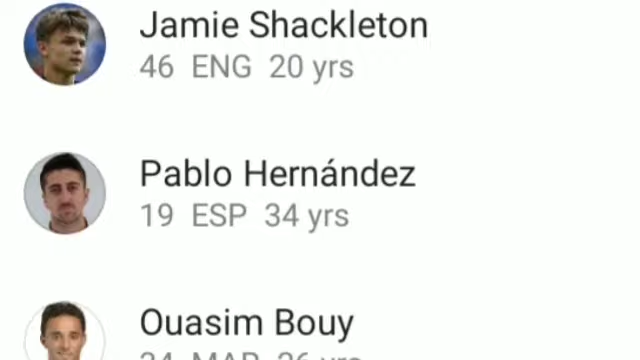 Jamie Shackleton
46 ENG 20 yrs
Pablo Hernández
19 ESP 34 yrs
Ouasim Bouy